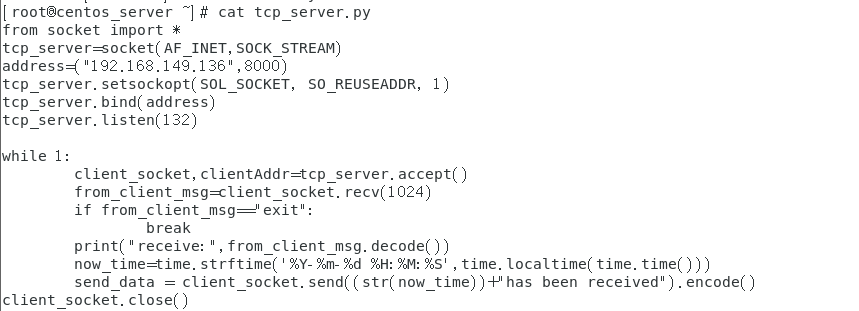 [root@centos_server ~]# cat tcp_server.py
from socket import *
tcp_server=socket(AF_INET,SOCK_STREAM)
address=("192.168.149.136",8000)
tcp_server.setsockopt(SOL_SOCKET, SO_REUSEADDR, 1)
tcp_server.bind(address)
tcp_server.listen(132)

while 1:
        client_socket,clientAddr=tcp_server.accept()
        from_client_msg=client_socket.recv(1024)
        if from_client_msg=="exit":
                break
        print("receive:",from_client_msg.decode())
        now_time=time.strftime('%Y-%m-%d %H:%M:%S',time.localtime(time.time()))
        send_data = client_socket.send((str(now_time))+"has been received").encode()
client_socket.close()